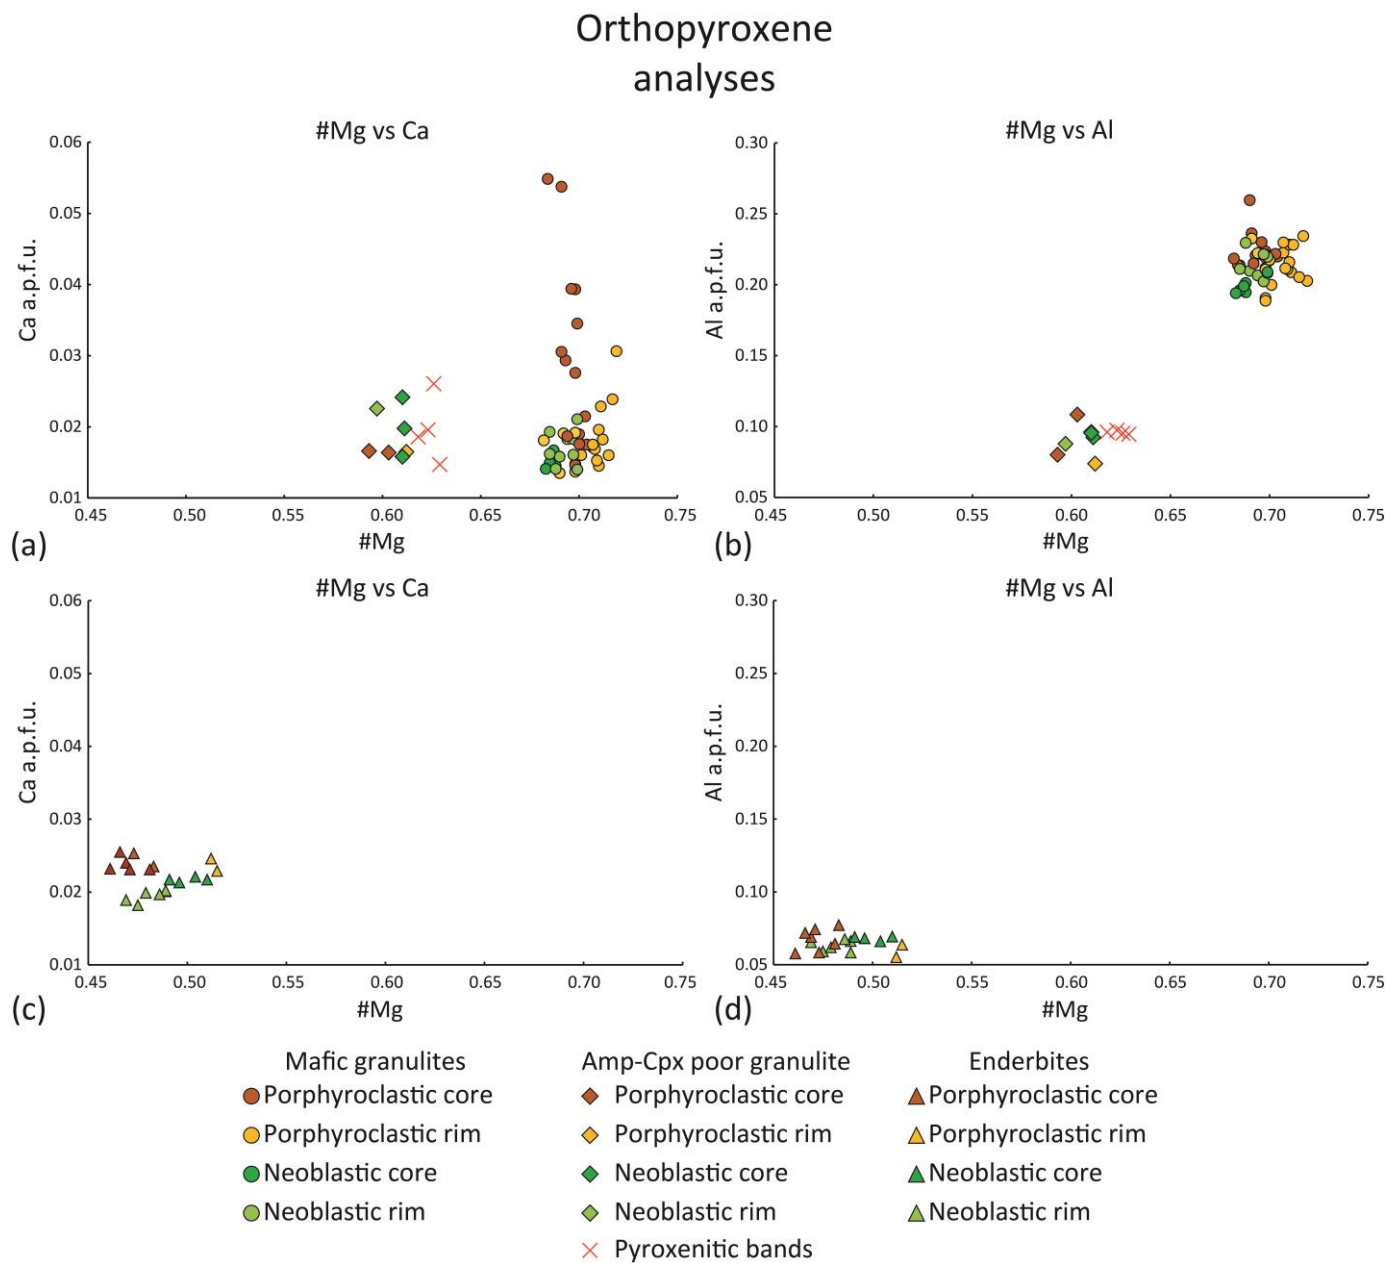 Orthopyroxene
analyses
#Mg vs Ca
0.06
0.05
0.04
0.03
0.02
0.01
Ca a.p.f.u.
0.45 0.50 0.55 0.60 0.65 0.70 0.75
#Mg
(a)
#Mg vs Al
0.30
0.25
0.20
0.15
0.10
0.05
Al a.p.f.u.
0.45 0.50 0.55 0.60 0.65 0.70 0.75
#Mg
(b)
#Mg vs Ca
0.06
0.05
0.04
0.03
0.02
0.01
Ca a.p.f.u.
0.45 0.50 0.55 0.60 0.65 0.70 0.75
#Mg
(c)
#Mg vs Al
0.30
0.25
0.20
0.15
0.10
0.05
Al a.p.f.u.
0.45 0.50 0.55 0.60 0.65 0.70 0.75
#Mg
(d)
Mafic granulites
Porphyroclastic core
Porphyroclastic rim
Neoblastic core
Neoblastic rim
Amp-Cpx poor granulite
Porphyroclastic core
Porphyroclastic rim
Neoblastic core
Neoblastic rim
Pyroxenitic bands
Enderbites
Porphyroclastic core
Porphyroclastic rim
Neoblastic core
Neoblastic rim